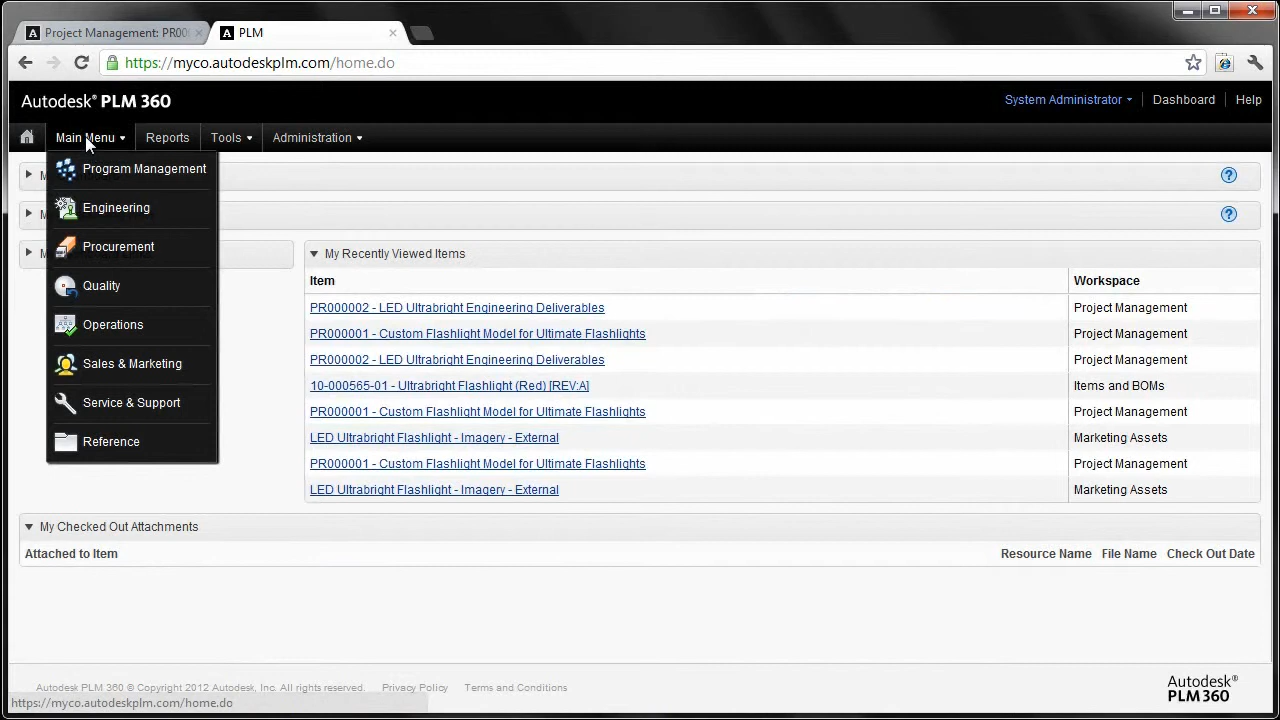 Project Management: PR00
PLM
https://myco.autodeskplm.com/home.do
Autodesk® PLM 360
System Administrator
Dashboard
Help
Main Menu
Reports
Tools
Administration
Program Management
Engineering
Procurement
Quality
Operations
Sales & Marketing
Service & Support
Reference
My Recently Viewed Items
Item Workspace
PR000002 - LED Ultrabright Engineering Deliverables Project Management
PR000001 - Custom Flashlight Model for Ultimate Flashlights Project Management
PR000002 - LED Ultrabright Engineering Deliverables Project Management
10-000565-01 - Ultrabright Flashlight (Red) [REV:A] Items and BOMs
PR000001 - Custom Flashlight Model for Ultimate Flashlights Project Management
LED Ultrabright Flashlight - Imagery - External Marketing Assets
PR000001 - Custom Flashlight Model for Ultimate Flashlights Project Management
LED Ultrabright Flashlight - Imagery - External Marketing Assets
My Checked Out Attachments
Attached to Item Resource Name File Name Check Out Date
Autodesk PLM 360 © Copyright 2012 Autodesk, Inc. All rights reserved. Privacy Policy Terms and Conditions
Autodesk®
PLM 360
https://myco.autodeskplm.com/home.do